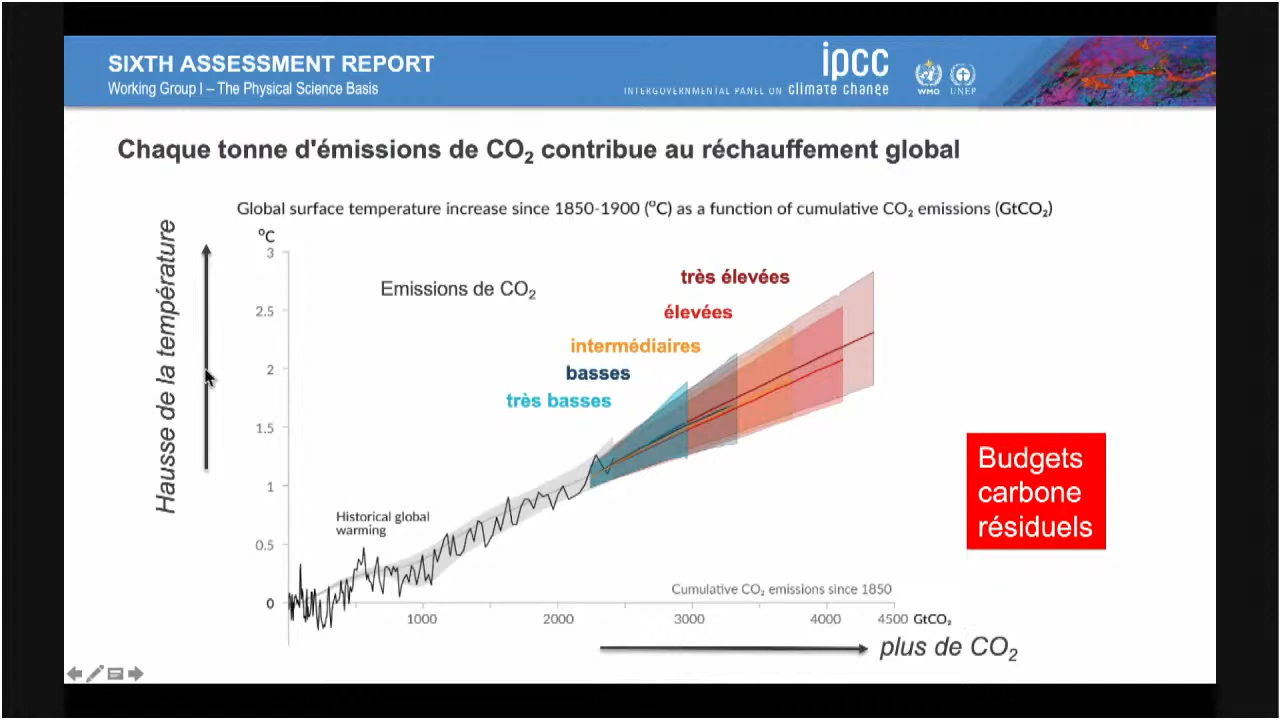 SIXTH ASSESSMENT REPORT
Working Group I – The Physical Science Basis
ipcc
INTERGOVERNMENTAL PANEL ON climate change
WMO
UNEP
Chaque tonne d'émissions de CO₂ contribue au réchauffement global
Global surface temperature increase since 1850-1900 (°C) as a function of cumulative CO₂ emissions (GtCO₂)
Hausse de la température
°C
3
2.5
2
1.5
1
0.5
0
Emissions de CO₂
très élevées
élevées
intermédiaires
basses
très basses
Historical global
warming
Budgets
carbone
résiduels
Cumulative CO₂ emissions since 1850
1000
2000
3000
4000
4500 GtCO₂
plus de CO₂